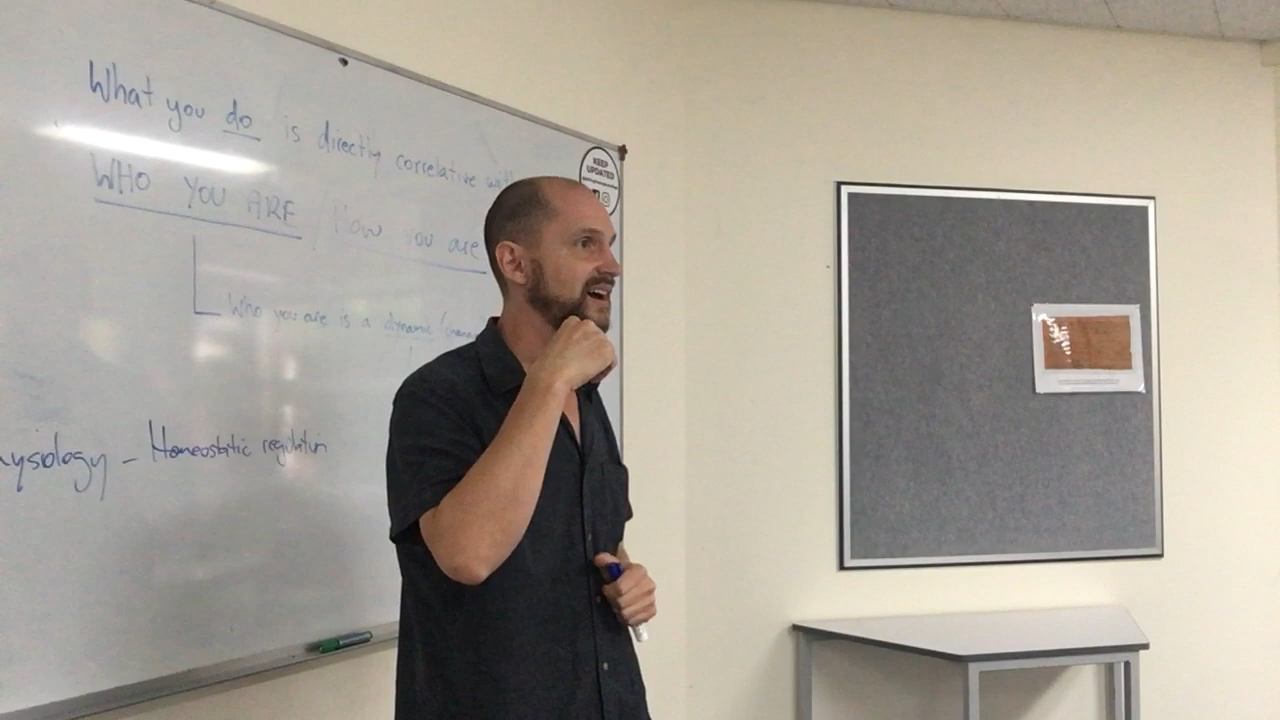 What you do is directly correlative with
WHO YOU ARE / How you are
Who you are is a dynamic
ysiology - Homeostatic regulation
KEEP
UPDATED